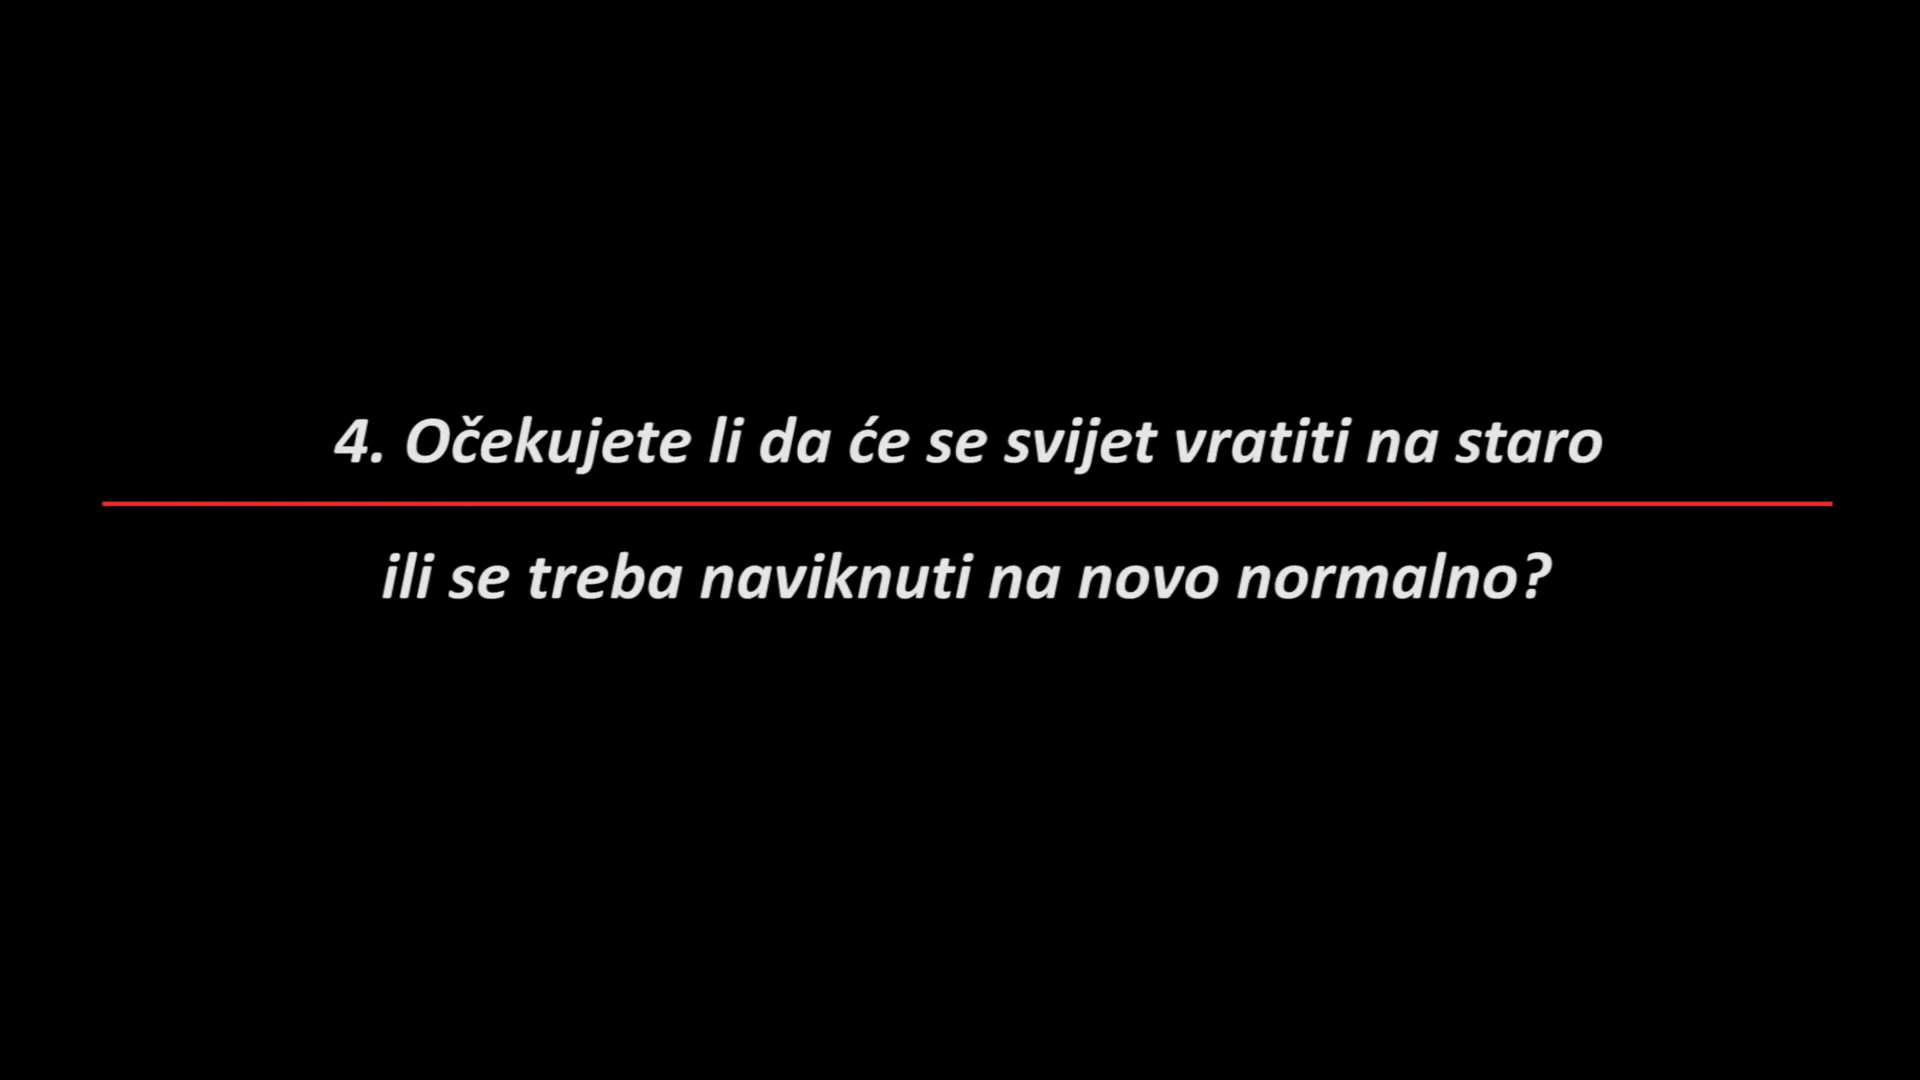 4. Očekujete li da će se svijet vratiti na staro
ili se treba naviknuti na novo normalno?